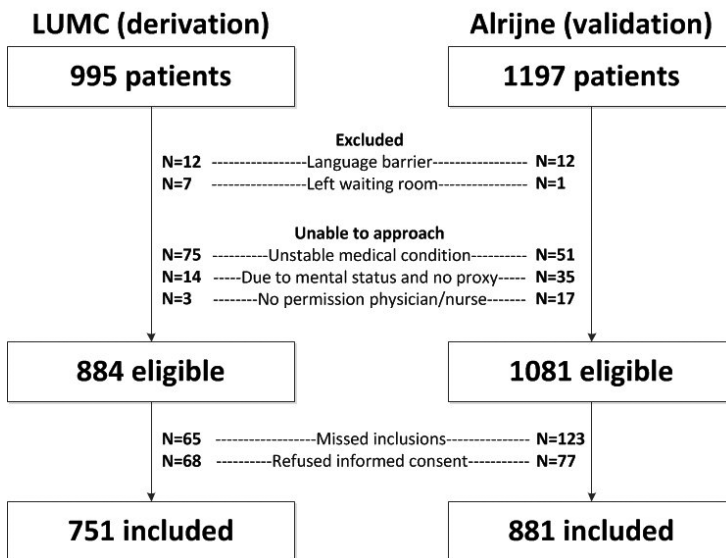 LUMC (derivation) Alrijne (validation)
995 patients 1197 patients
Excluded
N=12 -----------------Language barrier----------------- N=12
N=7 -----------------Left waiting room---------------- N=1
Unable to approach
N=75 ----------Unstable medical condition---------- N=51
N=14 -----Due to mental status and no proxy----- N=35
N=3 --------No permission physician/nurse------- N=17
884 eligible 1081 eligible
N=65 ------------------Missed inclusions--------------- N=123
N=68 ----------Refused informed consent----------- N=77
751 included 881 included